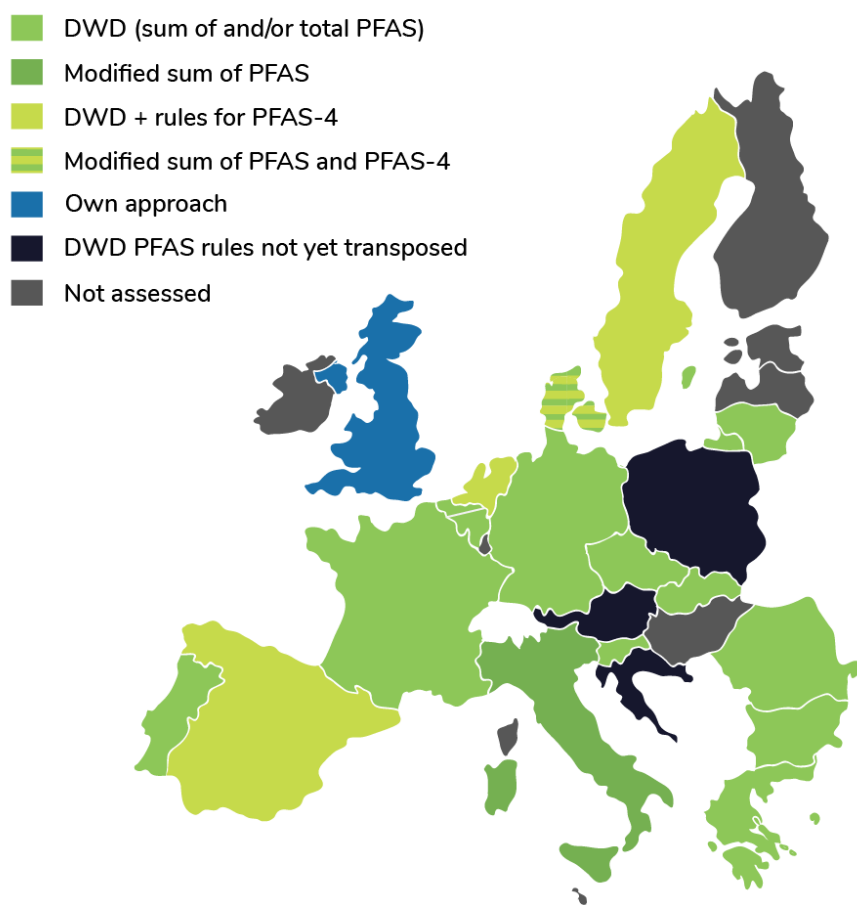 DWD (sum of and/or total PFAS)
Modified sum of PFAS
DWD + rules for PFAS-4
Modified sum of PFAS and PFAS-4
Own approach
DWD PFAS rules not yet transposed
Not assessed